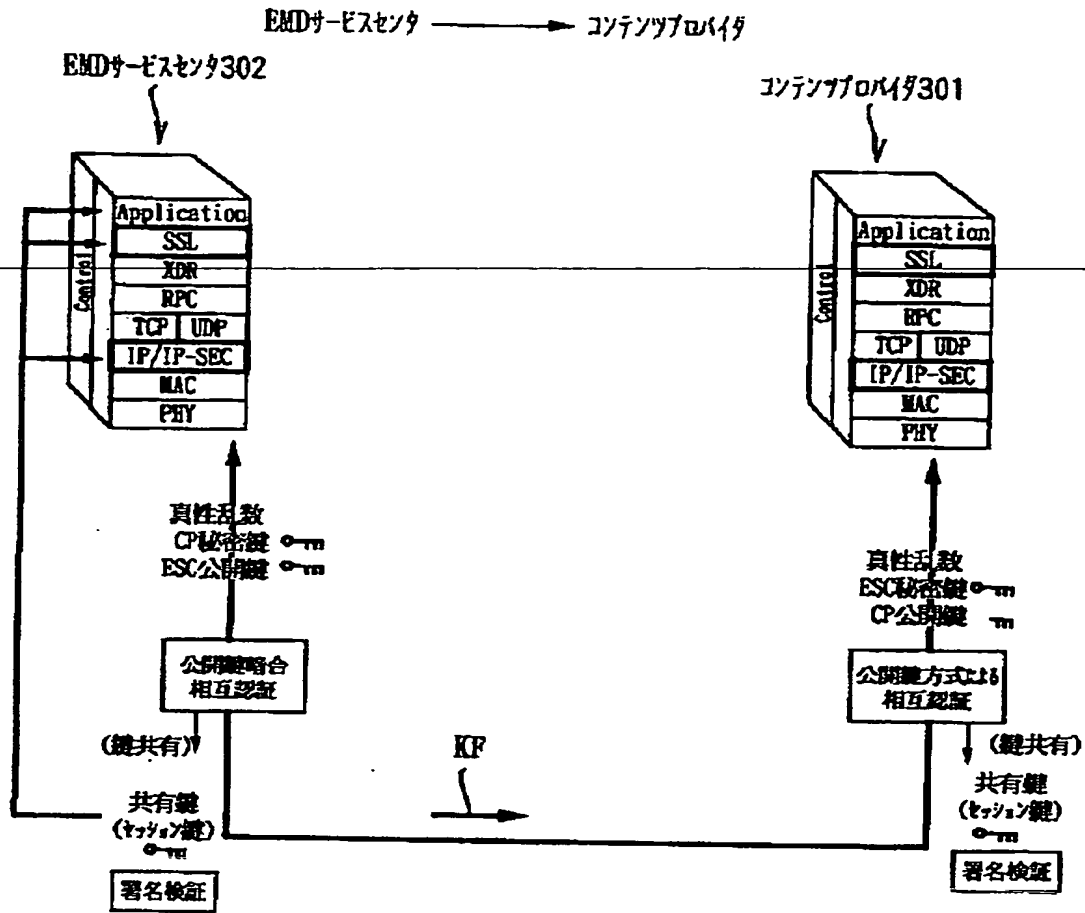 EMDサービスセンタ → コンテンツプロバイダ
EMDサービスセンタ302
コンテンツプロバイダ301
Control
Application
SSL
XDR
RPC
TCP UDP
IP/IP-SEC
MAC
PHY
Control
Application
SSL
XDR
RPC
TCP UDP
IP/IP-SEC
MAC
PHY
真性乱数
CP秘密鍵
ESC公開鍵
真性乱数
ESC秘密鍵
CP公開鍵
公開鍵暗合
相互認証
公開鍵方式による
相互認証
(鍵共有)
KF
(鍵共有)
共有鍵
(セッション鍵)
共有鍵
(セッション鍵)
署名検証
署名検証